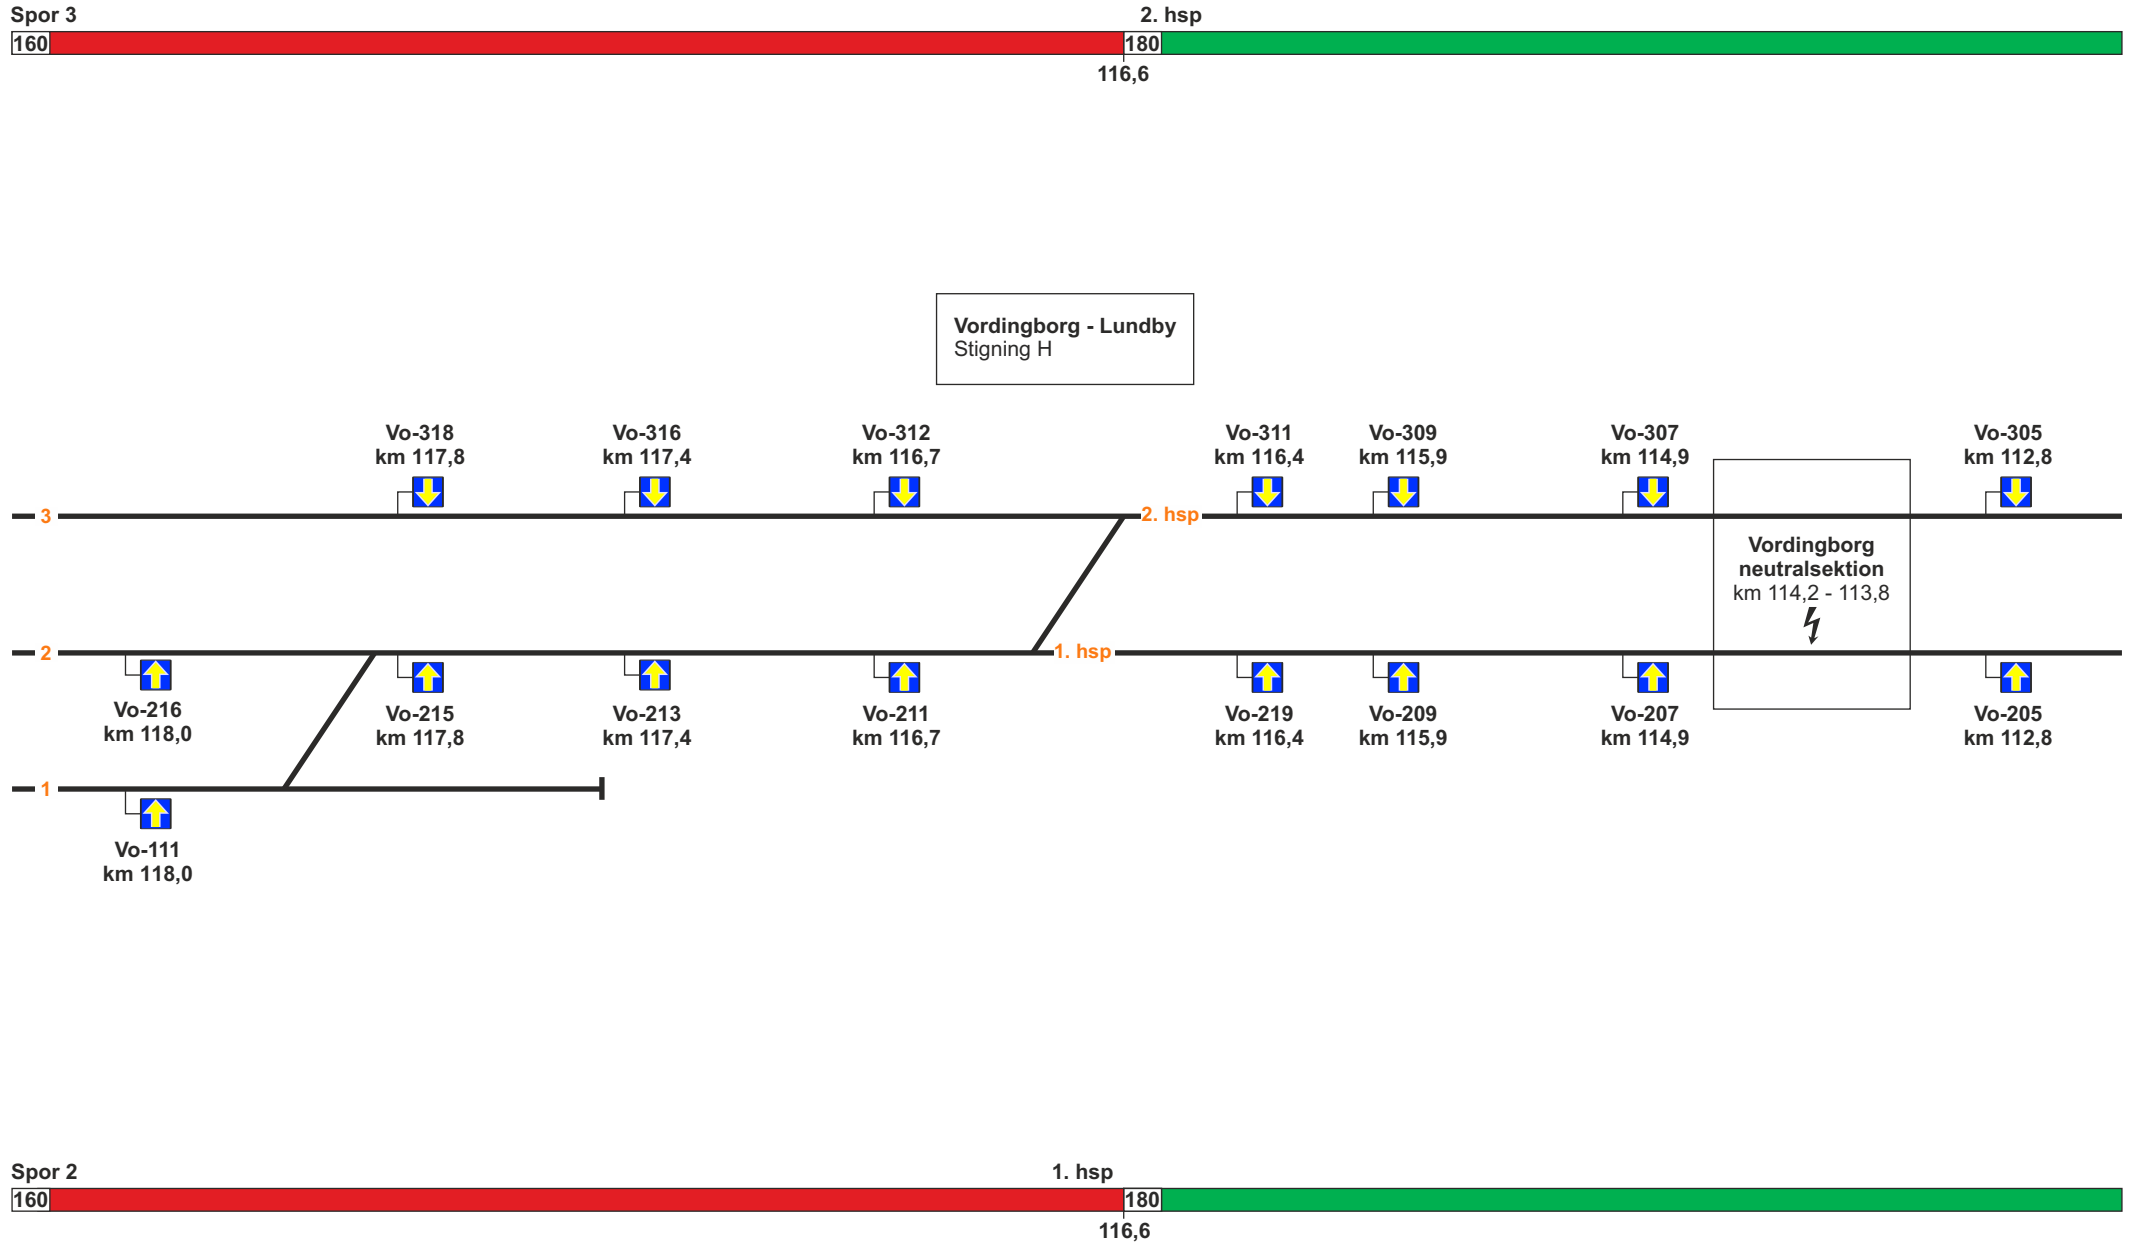 Spor 3
2. hsp
160
180
116,6
Vordingborg - Lundby
Stigning H
Vo-318
km 117,8
Vo-316
km 117,4
Vo-312
km 116,7
Vo-311
km 116,4
Vo-309
km 115,9
Vo-307
km 114,9
Vo-305
km 112,8
3
2. hsp
Vordingborg
neutralsektion
km 114,2 - 113,8
2
1. hsp
Vo-216
km 118,0
Vo-215
km 117,8
Vo-213
km 117,4
Vo-211
km 116,7
Vo-219
km 116,4
Vo-209
km 115,9
Vo-207
km 114,9
Vo-205
km 112,8
1
Vo-111
km 118,0
Spor 2
1. hsp
160
180
116,6